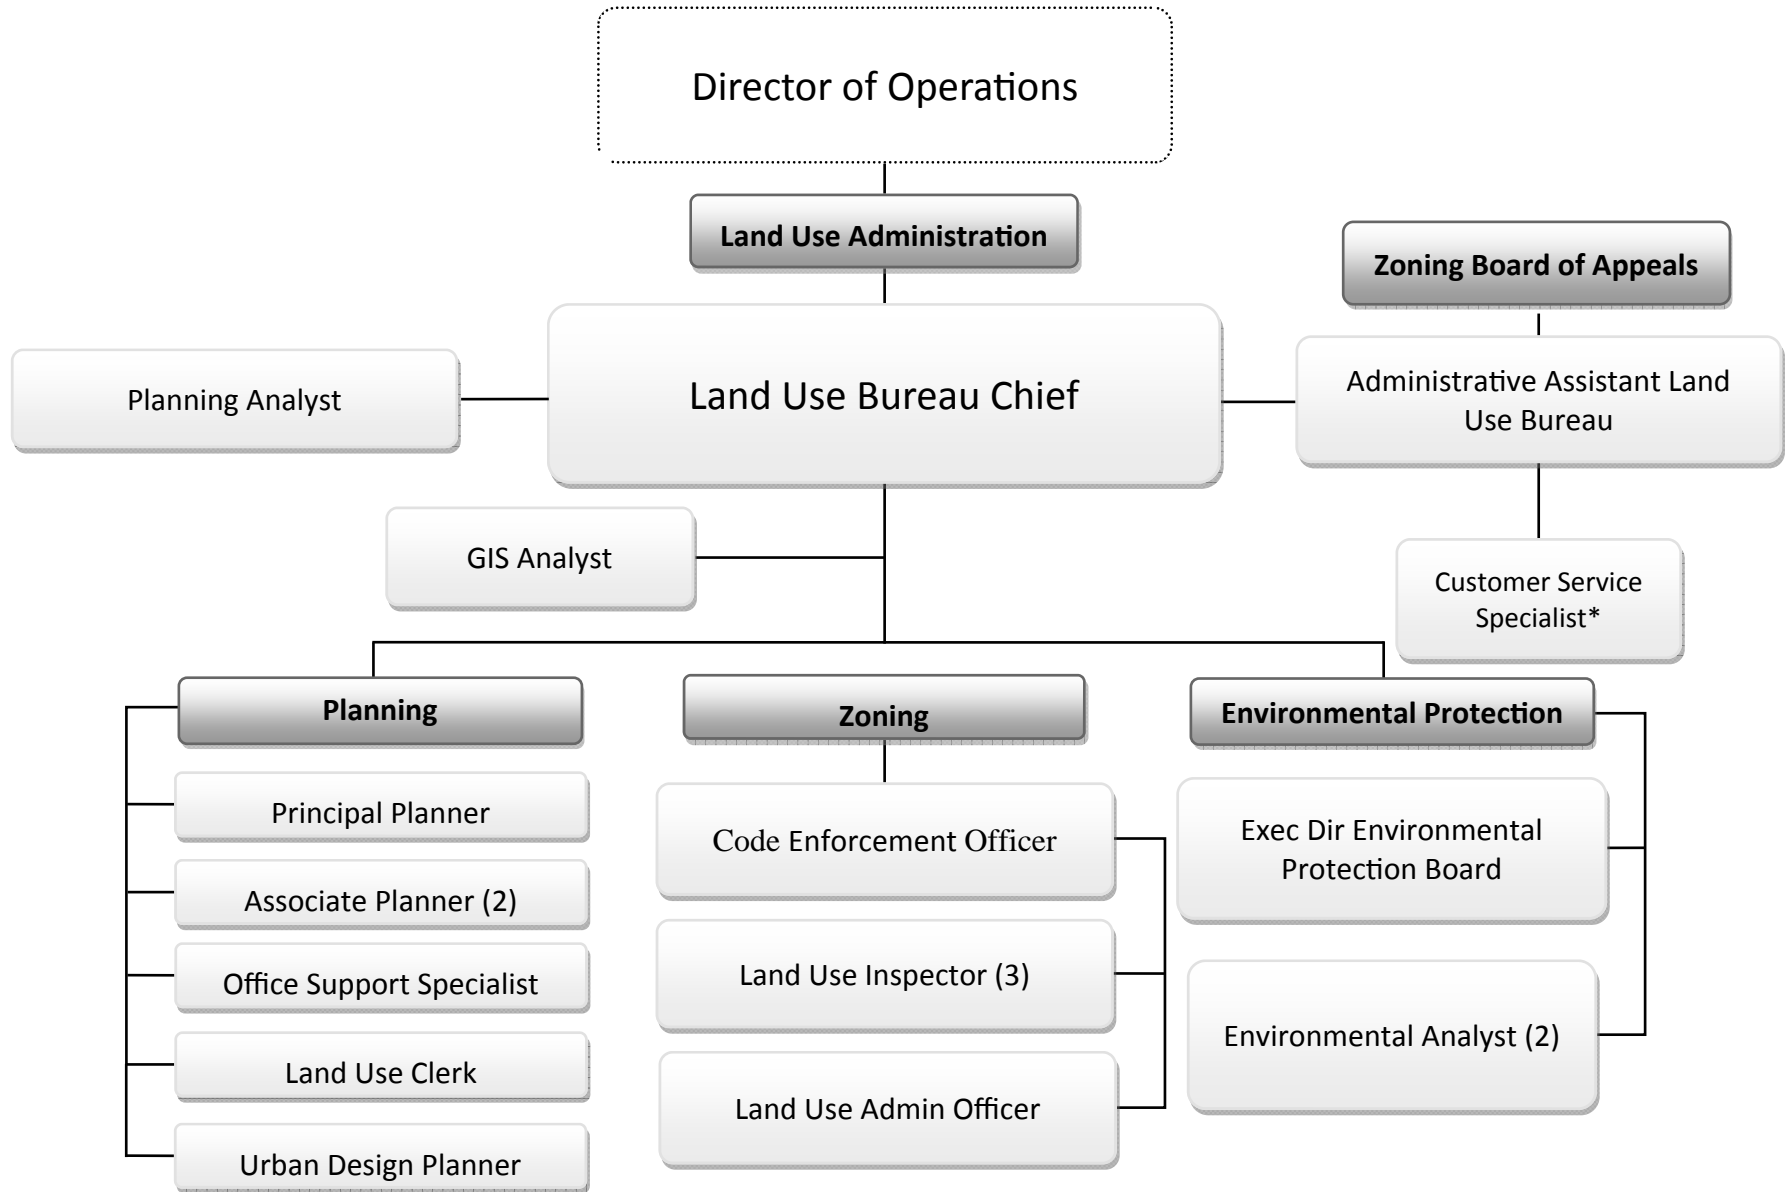 Director of Operations
Land Use Administration
Zoning Board of Appeals
Planning Analyst
Land Use Bureau Chief
Administrative Assistant Land
Use Bureau
GIS Analyst
Customer Service
Specialist*
Planning
Principal Planner
Associate Planner (2)
Office Support Specialist
Land Use Clerk
Urban Design Planner
Zoning
Code Enforcement Officer
Land Use Inspector (3)
Land Use Admin Officer
Environmental Protection
Exec Dir Environmental
Protection Board
Environmental Analyst (2)